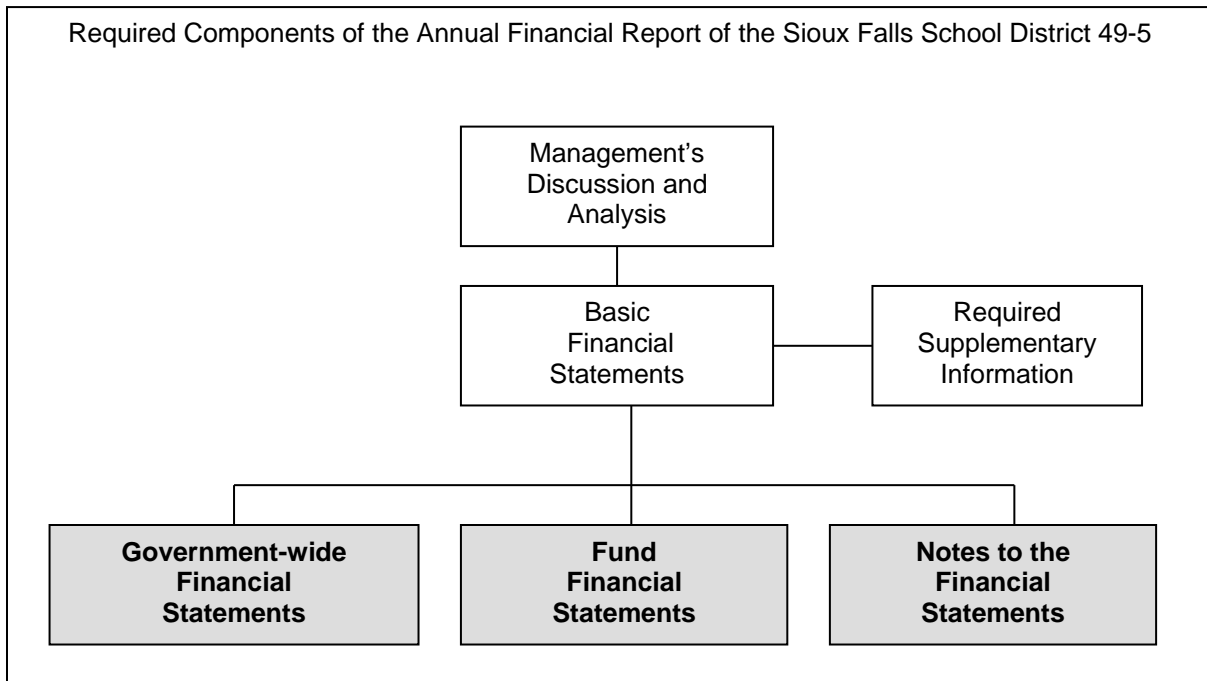 Required Components of the Annual Financial Report of the Sioux Falls School District 49-5
Management’s
Discussion and
Analysis
Basic
Financial
Statements
Required
Supplementary
Information
Government-wide
Financial
Statements
Fund
Financial
Statements
Notes to the
Financial
Statements